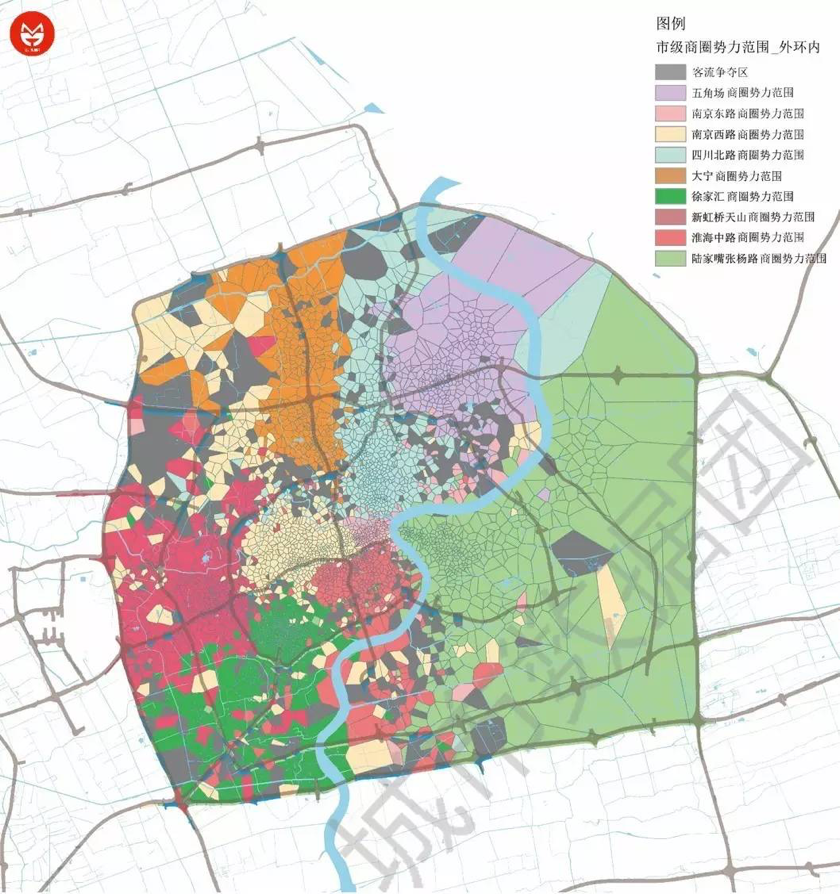 图例
市级商圈势力范围_外环内
客流争夺区
五角场商圈势力范围
南京东路商圈势力范围
南京西路商圈势力范围
四川北路商圈势力范围
大宁商圈势力范围
徐家汇商圈势力范围
新虹桥天山商圈势力范围
淮海中路商圈势力范围
陆家嘴张杨路商圈势力范围
城市数据团